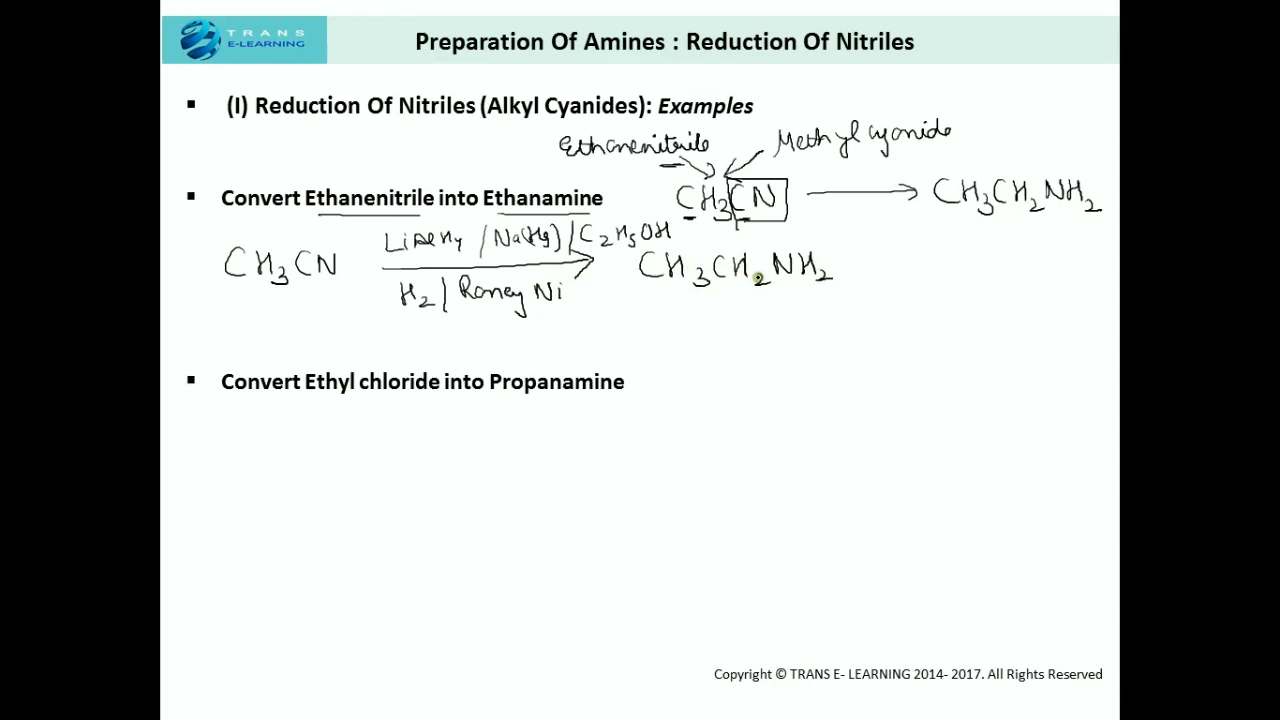 TRANS
E-LEARNING
Preparation Of Amines : Reduction Of Nitriles
▪ (I) Reduction Of Nitriles (Alkyl Cyanides): Examples
Ethanenitrile Methyl cyanide
▪ Convert Ethanenitrile into Ethanamine CH3CN CH3CH2NH2
LiAlH4 /Na(Hg)/C2H5OH
CH3CN CH3CH2NH2
H2/Raney Ni
▪ Convert Ethyl chloride into Propanamine
Copyright © TRANS E- LEARNING 2014- 2017. All Rights Reserved